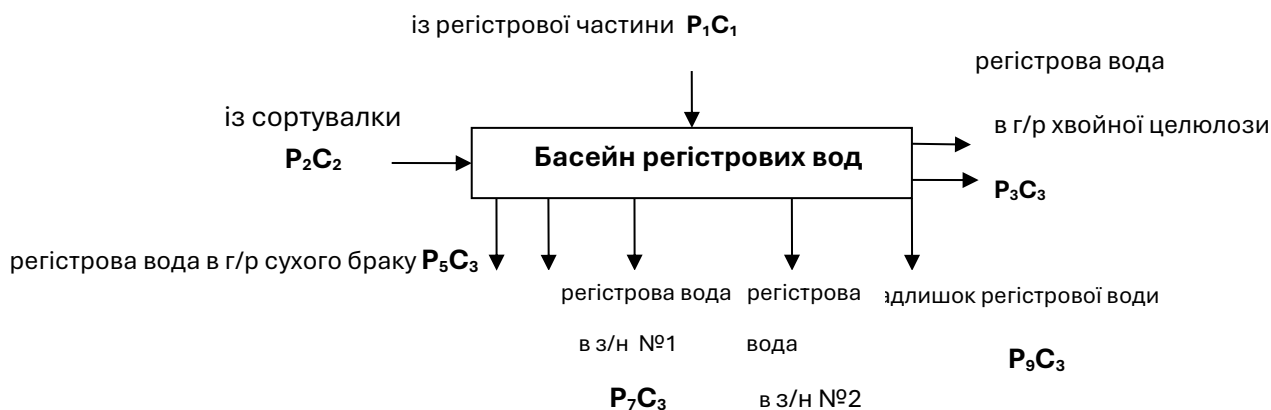 із регістрової частини P₁C₁
регістрова вода
в г/р хвойної целюлози
P₃C₃
із сортувалки
P₂C₂
Басейн регістрових вод
регістрова вода в г/р сухого браку P₅C₃
регістрова вода
в з/н №1
P₇C₃
регістрова
вода
в з/н №2
адлишок регістрової води
P₉C₃